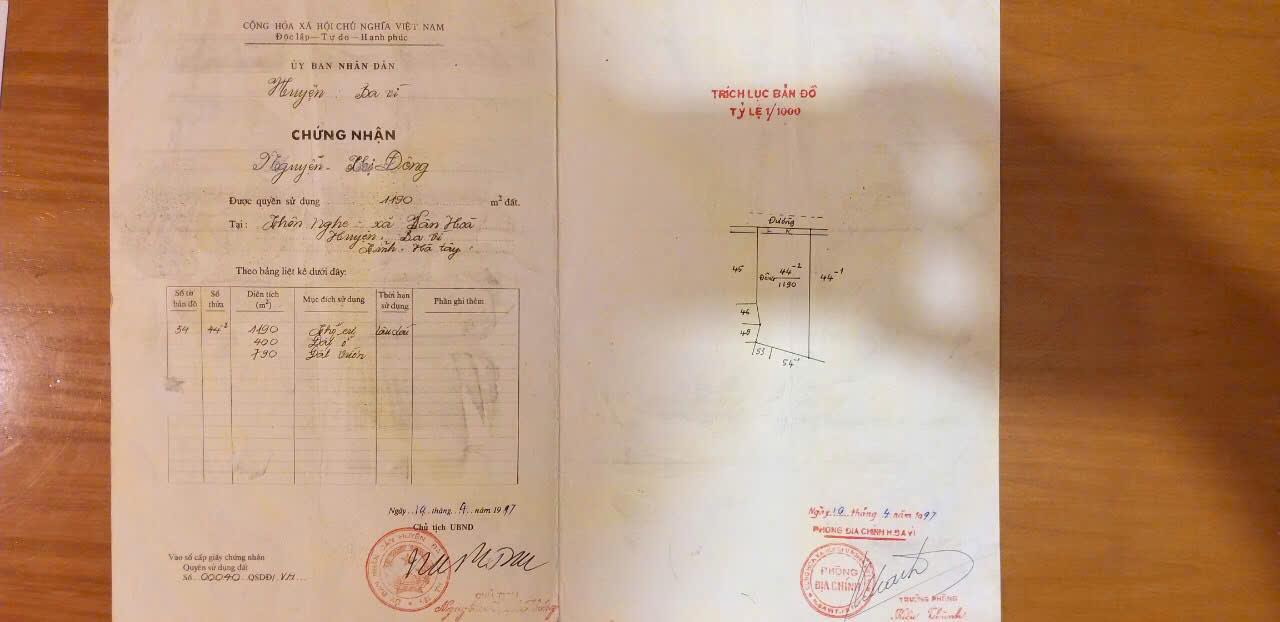 CỘNG HÒA XÃ HỘI CHỦ NGHĨA VIỆT NAM
Độc lập — Tự do — Hạnh phúc
ỦY BAN NHÂN DÂN
Huyện: Ba vì
CHỨNG NHẬN
Nguyễn Thị Đông
Được quyền sử dụng 1190 m² đất.
Tại: Thôn Nghe - xã Vân Hoà
Huyện. Ba vì
Tỉnh. Hà tây.
Theo bảng liệt kê dưới đây:
Số tờ bản đồ Số thửa Diện tích (m²) Mục đích sử dụng Thời hạn sử dụng Phần ghi thêm
54 44⁻² 1190 Thổ cư lâu dài
400 Đất ở
790 Đất vườn
Ngày 10 tháng 4 năm 1997
Chủ tịch UBND
Vào sổ cấp giấy chứng nhận
Quyền sử dụng đất
Số 00040 QSDĐ/ VH
TRÍCH LỤC BẢN ĐỒ
TỶ LỆ 1/1000
Đường
45
Đông 44⁻²
1190
44⁻¹
46
48
53
54⁻¹
Ngày 10 tháng 4 năm 1997
PHÒNG ĐỊA CHÍNH H.BA VÌ
PHÒNG
ĐỊA CHÍNH
TRƯỞNG PHÒNG